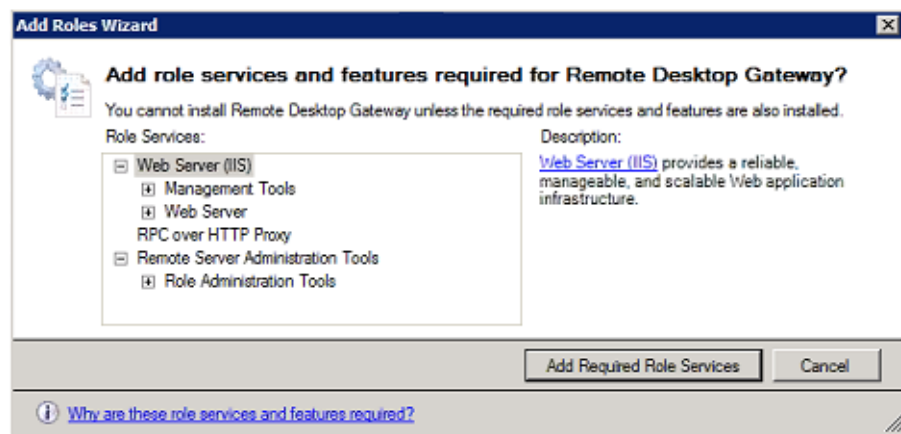 Add Roles Wizard
Add role services and features required for Remote Desktop Gateway?
You cannot install Remote Desktop Gateway unless the required role services and features are also installed.
Role Services:
Web Server (IIS)
Management Tools
Web Server
RPC over HTTP Proxy
Remote Server Administration Tools
Role Administration Tools
Description:
Web Server (IIS) provides a reliable,
manageable, and scalable Web application
infrastructure.
Add Required Role Services
Cancel
Why are these role services and features required?